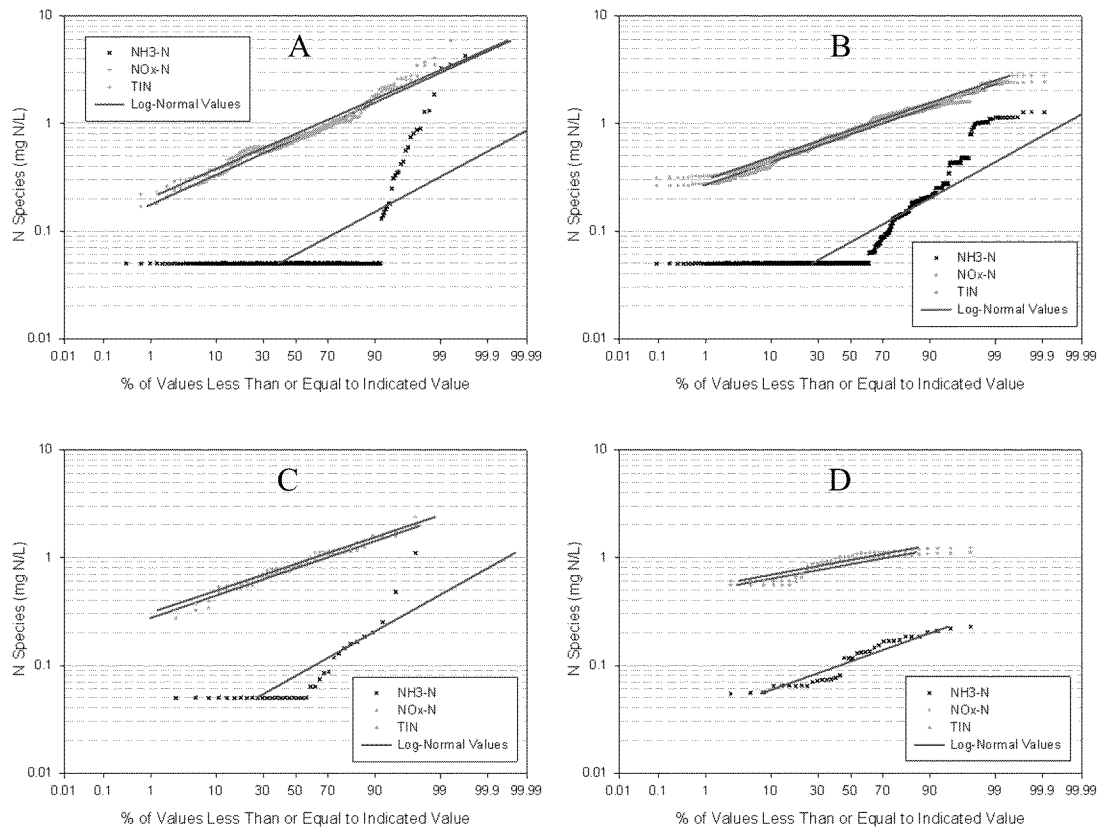 A
N Species (mg N/L)
10
1
0.1
0.01
NH3-N
NOx-N
TIN
Log-Normal Values
0.01 0.1 1 10 30 50 70 90 99 99.9 99.99
% of Values Less Than or Equal to Indicated Value
B
N Species (mg N/L)
10
1
0.1
0.01
NH3-N
NOx-N
TIN
Log-Normal Values
0.01 0.1 1 10 30 50 70 90 99 99.9 99.99
% of Values Less Than or Equal to Indicated Value
C
N Species (mg N/L)
10
1
0.1
0.01
NH3-N
NOx-N
TIN
Log-Normal Values
0.01 0.1 1 10 30 50 70 90 99 99.9 99.99
% of Values Less Than or Equal to Indicated Value
D
N Species (mg N/L)
10
1
0.1
0.01
NH3-N
NOx-N
TIN
Log-Normal Values
0.01 0.1 1 10 30 50 70 90 99 99.9 99.99
% of Values Less Than or Equal to Indicated Value